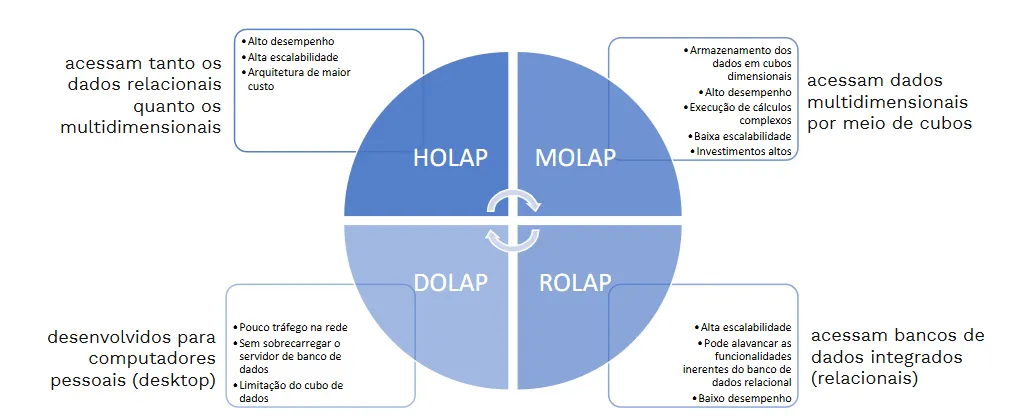 acessam tanto os
dados relacionais
quanto os
multidimensionais
•Alto desempenho
•Alta escalabilidade
•Arquitetura de maior
custo
HOLAP
MOLAP
•Armazenamento dos
dados em cubos
dimensionais
•Alto desempenho
•Execução de cálculos
complexos
•Baixa escalabilidade
•Investimentos altos
acessam dados
multidimensionais
por meio de cubos
desenvolvidos para
computadores
pessoais (desktop)
•Pouco tráfego na rede
•Sem sobrecarregar o
servidor de banco de
dados
•Limitação do cubo de
dados
DOLAP
ROLAP
•Alta escalabilidade
•Pode alavancar as
funcionalidades
inerentes do banco de
dados relacional
•Baixo desempenho
acessam bancos de
dados integrados
(relacionais)